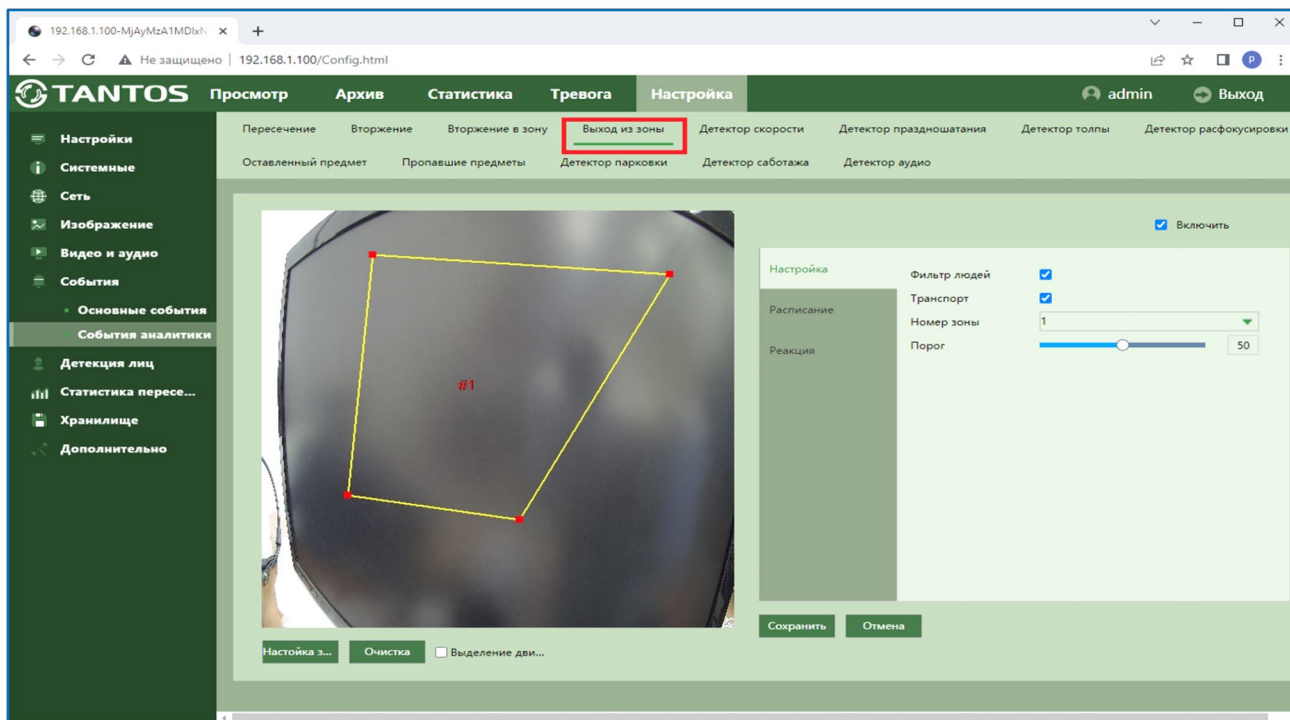 192.168.1.100-MjAyMzA1MDIxN
Не защищено 192.168.1.100/Config.html P
TANTOS Просмотр Архив Статистика Тревога Настройка admin Выход
Пересечение Вторжение Вторжение в зону Выход из зоны Детектор скорости Детектор праздношатания Детектор толпы Детектор расфокусировки
Оставленный предмет Пропавшие предметы Детектор парковки Детектор саботажа Детектор аудио
Настройки
Системные
Сеть
Изображение
Видео и аудио
События
Основные события
События аналитики
Детекция лиц
Статистика пересе...
Хранилище
Дополнительно
#1
Включить
Настройка
Расписание
Реакция
Фильтр людей
Транспорт
Номер зоны 1
Порог 50
Сохранить Отмена
Настойка з... Очистка Выделение дви...